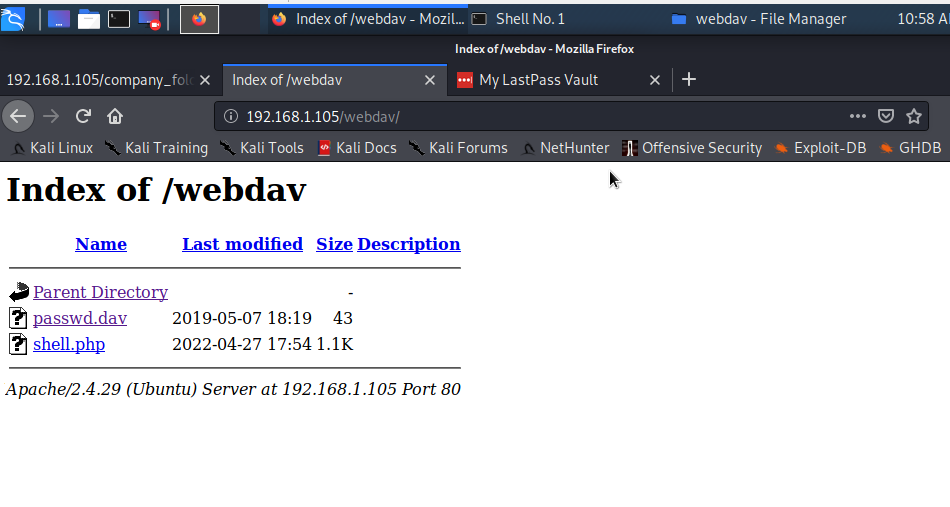 Index of /webdav - Mozil... Shell No. 1 webdav - File Manager 10:58 A
Index of /webdav - Mozilla Firefox
192.168.1.105/company_fol Index of /webdav My LastPass Vault
192.168.1.105/webdav/
Kali Linux Kali Training Kali Tools Kali Docs Kali Forums NetHunter Offensive Security Exploit-DB GHDB
Index of /webdav
Name Last modified Size Description
Parent Directory -
passwd.dav 2019-05-07 18:19 43
shell.php 2022-04-27 17:54 1.1K
Apache/2.4.29 (Ubuntu) Server at 192.168.1.105 Port 80